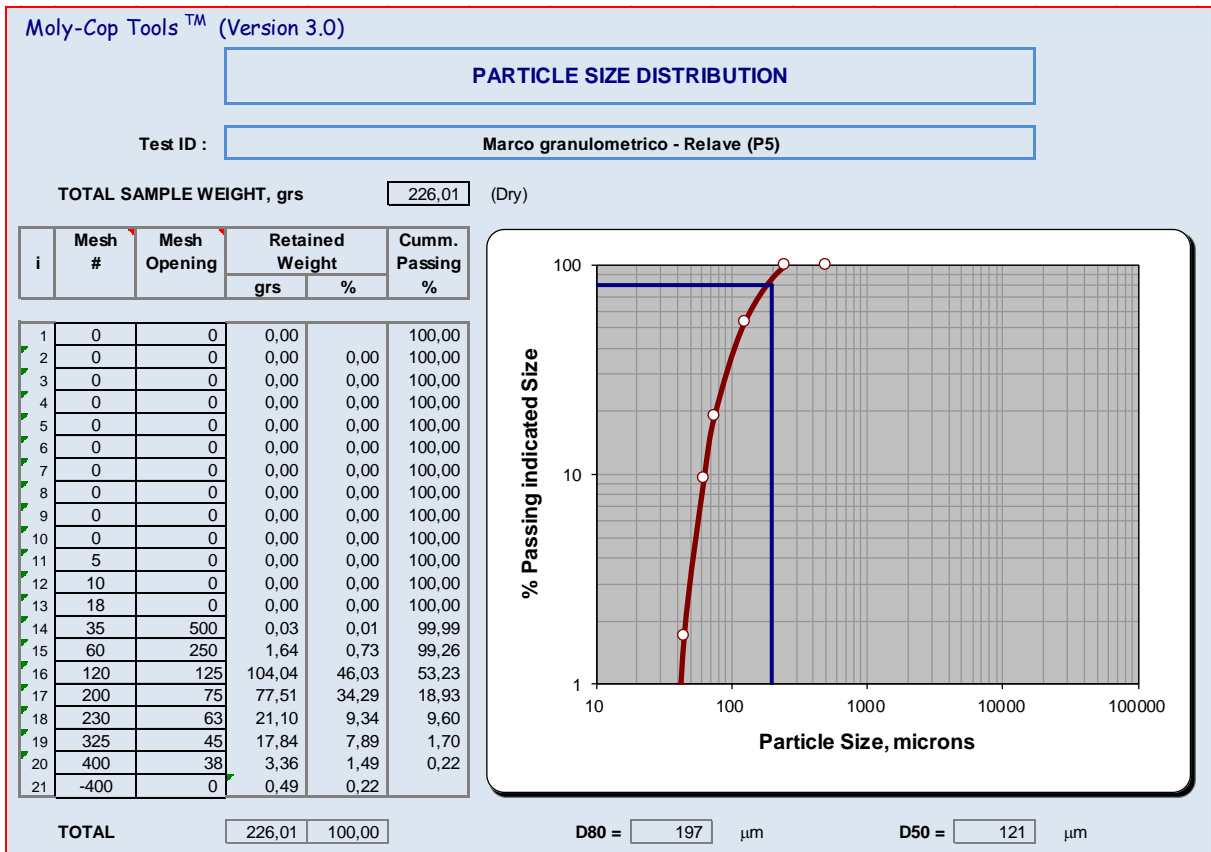 Moly-Cop Tools TM (Version 3.0)
PARTICLE SIZE DISTRIBUTION
Test ID : Marco granulometrico - Relave (P5)
TOTAL SAMPLE WEIGHT, grs 226,01 (Dry)
i Mesh # Mesh Opening Retained Weight Cumm. Passing
grs % %
1 0 0 0,00 100,00
2 0 0 0,00 0,00 100,00
3 0 0 0,00 0,00 100,00
4 0 0 0,00 0,00 100,00
5 0 0 0,00 0,00 100,00
6 0 0 0,00 0,00 100,00
7 0 0 0,00 0,00 100,00
8 0 0 0,00 0,00 100,00
9 0 0 0,00 0,00 100,00
10 0 0 0,00 0,00 100,00
11 5 0 0,00 0,00 100,00
12 10 0 0,00 0,00 100,00
13 18 0 0,00 0,00 100,00
14 35 500 0,03 0,01 99,99
15 60 250 1,64 0,73 99,26
16 120 125 104,04 46,03 53,23
17 200 75 77,51 34,29 18,93
18 230 63 21,10 9,34 9,60
19 325 45 17,84 7,89 1,70
20 400 38 3,36 1,49 0,22
21 -400 0 0,49 0,22
TOTAL 226,01 100,00
% Passing indicated Size
100
10
1
10 100 1000 10000 100000
Particle Size, microns
D80 = 197 μm D50 = 121 μm